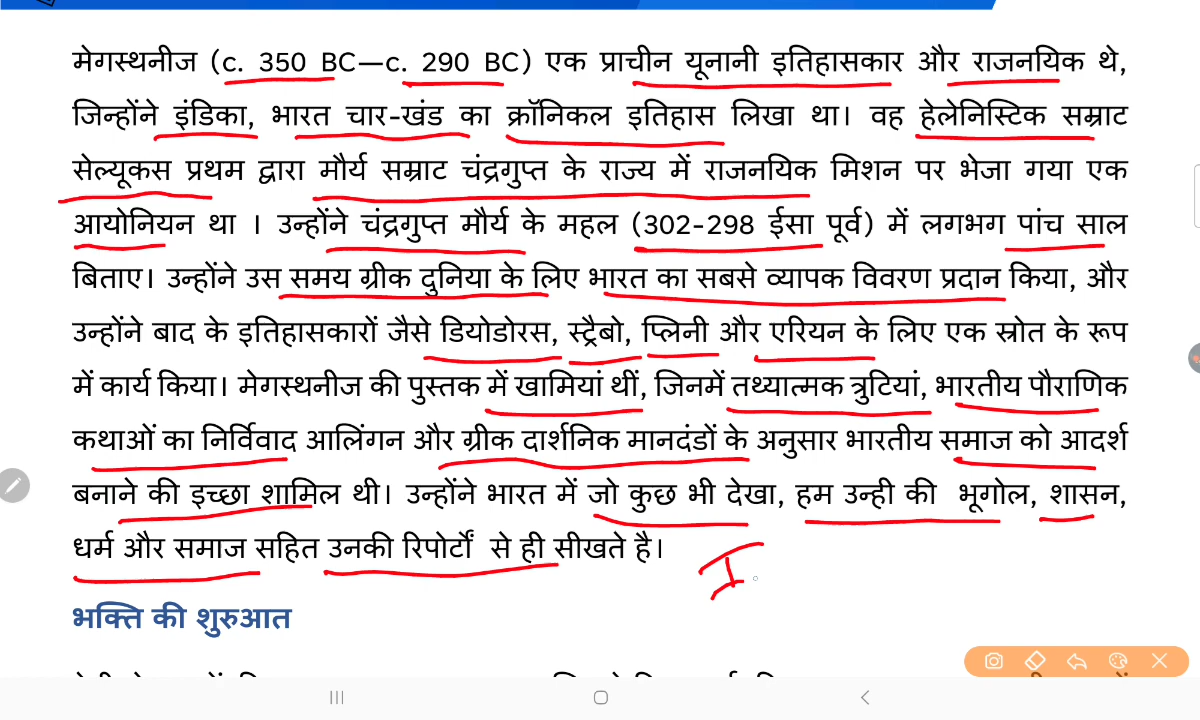 मेगस्थनीज (c. 350 BC—c. 290 BC) एक प्राचीन यूनानी इतिहासकार और राजनयिक थे,
जिन्होंने इंडिका, भारत चार-खंड का क्रॉनिकल इतिहास लिखा था। वह हेलेनिस्टिक सम्राट
सेल्यूकस प्रथम द्वारा मौर्य सम्राट चंद्रगुप्त के राज्य में राजनयिक मिशन पर भेजा गया एक
आयोनियन था । उन्होंने चंद्रगुप्त मौर्य के महल (302-298 ईसा पूर्व) में लगभग पांच साल
बिताए। उन्होंने उस समय ग्रीक दुनिया के लिए भारत का सबसे व्यापक विवरण प्रदान किया, और
उन्होंने बाद के इतिहासकारों जैसे डियोडोरस, स्ट्रैबो, प्लिनी और एरियन के लिए एक स्रोत के रूप
में कार्य किया। मेगस्थनीज की पुस्तक में खामियां थीं, जिनमें तथ्यात्मक त्रुटियां, भारतीय पौराणिक
कथाओं का निर्विवाद आलिंगन और ग्रीक दार्शनिक मानदंडों के अनुसार भारतीय समाज को आदर्श
बनाने की इच्छा शामिल थी। उन्होंने भारत में जो कुछ भी देखा, हम उन्ही की भूगोल, शासन,
धर्म और समाज सहित उनकी रिपोर्टों से ही सीखते है।
I
भक्ति की शुरुआत